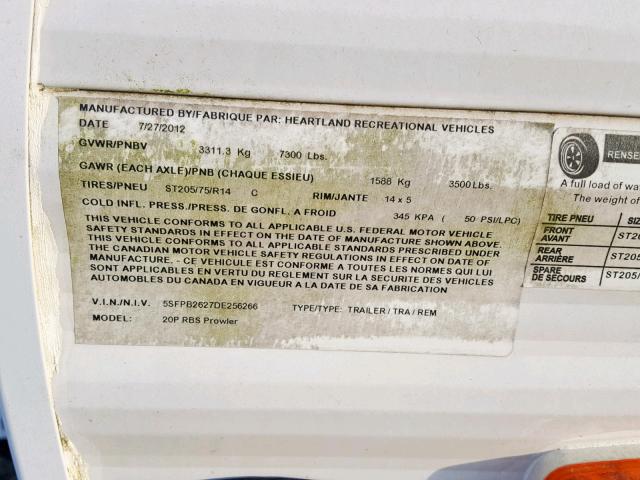 MANUFACTURED BY/FABRIQUE PAR: HEARTLAND RECREATIONAL VEHICLES
DATE 7/27/2012
GVWR/PNBV 3311.3 Kg 7300 Lbs.
GAWR (EACH AXLE)/PNB (CHAQUE ESSIEU) 1588 Kg 3500 Lbs.
TIRES/PNEU ST205/75/R14 C RIM/JANTE 14 x 5
COLD INFL. PRESS./PRESS. DE GONFL. A FROID 345 KPA ( 50 PSI/LPC)
THIS VEHICLE CONFORMS TO ALL APPLICABLE U.S. FEDERAL MOTOR VEHICLE
SAFETY STANDARDS IN EFFECT ON THE DATE OF MANUFACTURE SHOWN ABOVE.
THIS VEHICLE CONFORMS TO ALL APPLICABLE STANDARDS PRESCRIBED UNDER
THE CANADIAN MOTOR VEHICLE SAFETY REGULATIONS IN EFFECT ON DATE OF
MANUFACTURE. - CE VEHICULE EST CONFORME A TOUTES LES NORMES QUI LUI
SONT APPLICABLES EN VERTU DU REGLEMENT SUR LA SECURITE DES VEHICLES
AUTOMOBILES DU CANADA EN VIGUEUR A LA DATE DE SA FABRICATION
V.I.N./N.I.V. 5SFPB2627DE256266 TYPE/TYPE: TRAILER / TRA / REM
MODEL: 20P RBS Prowler
RENSE
A full load of wa
The weight of
TIRE PNEU SIZ
FRONT
AVANT ST20
REAR
ARRIÈRE ST205
SPARE
DE SECOURS ST205/